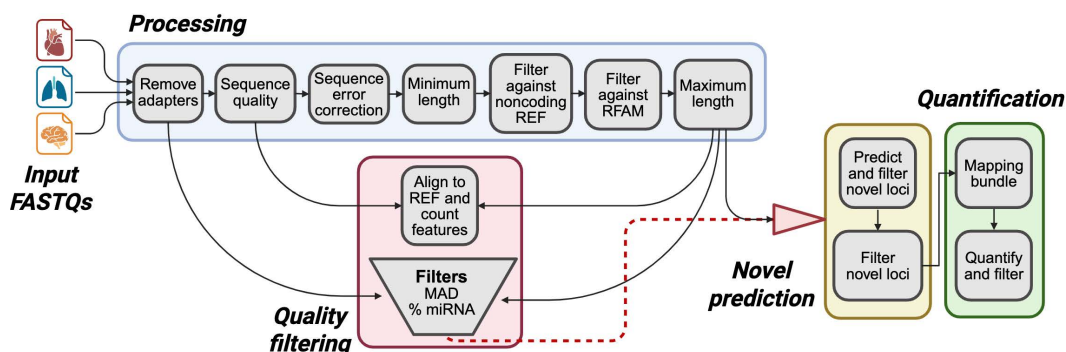 Processing
Input
FASTQs
Remove
adapters
Sequence
quality
Sequence
error
correction
Minimum
length
Filter
against
noncoding
REF
Filter
against
RFAM
Maximum
length
Align to
REF and
count
features
Filters
MAD
% miRNA
Quality
filtering
Novel
prediction
Predict
and filter
novel loci
Filter
novel loci
Quantification
Mapping
bundle
Quantify
and filter